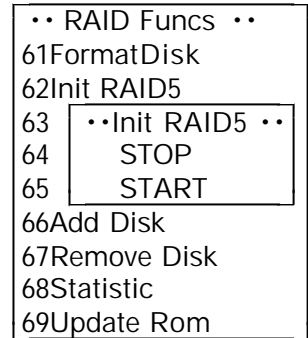 ·· RAID Funcs ··
61FormatDisk
62Init RAID5
63 ··Init RAID5 ··
64 STOP
65 START
66Add Disk
67Remove Disk
68Statistic
69Update Rom